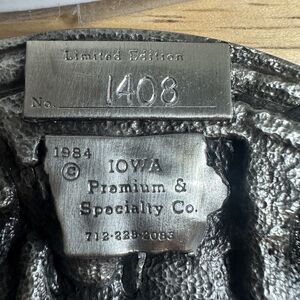 Limited Edition
No. 1408
1984
© IOWA
Premium &
Specialty Co.
712-225-2083